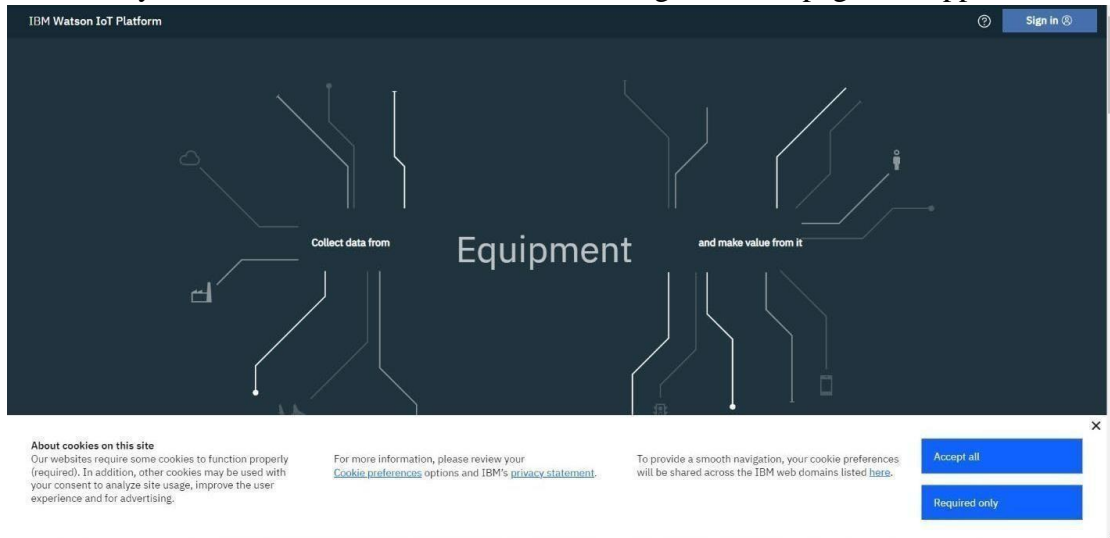 IBM Watson IoT Platform
Sign in
Collect data from
Equipment
and make value from it
About cookies on this site
Our websites require some cookies to function properly
(required). In addition, other cookies may be used with
your consent to analyze site usage, improve the user
experience and for advertising.
For more information, please review your
Cookie preferences options and IBM's privacy statement.
To provide a smooth navigation, your cookie preferences
will be shared across the IBM web domains listed here.
Accept all
Required only